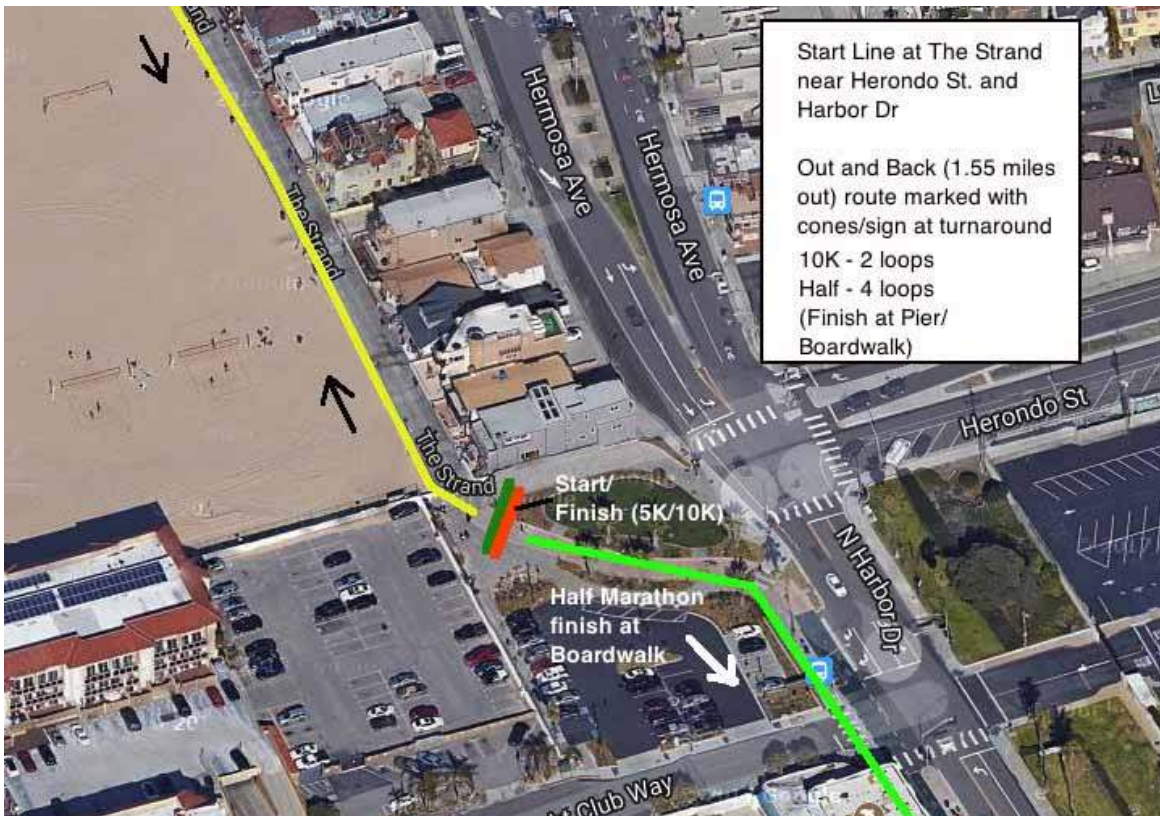 Start Line at The Strand
near Herondo St. and
Harbor Dr
Out and Back (1.55 miles
out) route marked with
cones/sign at turnaround
10K - 2 loops
Half - 4 loops
(Finish at Pier/
Boardwalk)
Strand
Hermosa Ave
Hermosa Ave
The Strand
The Strand
Herondo St
Start/
Finish (5K/10K)
N Harbor Dr
Half Marathon
finish at
Boardwalk
Club Way